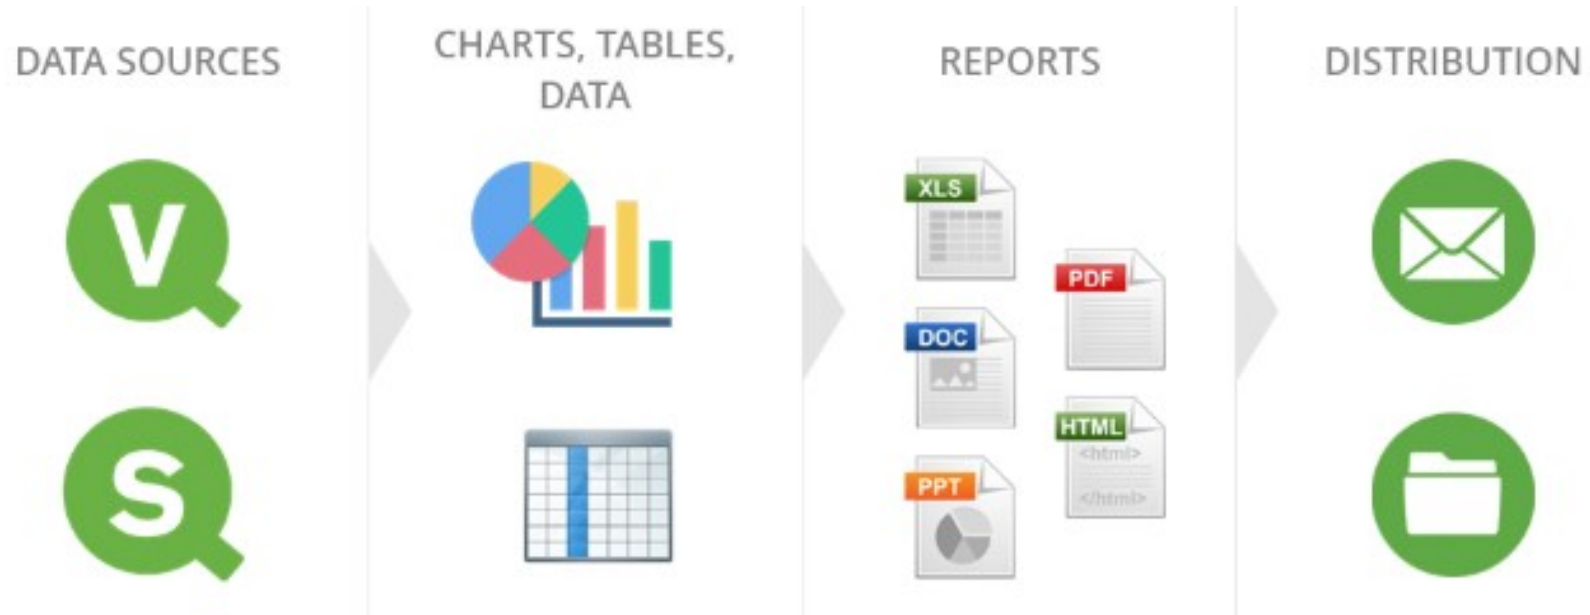 DATA SOURCES
CHARTS, TABLES,
DATA
REPORTS
DISTRIBUTION
V
S
XLS
PDF
DOC
HTML
<html>
</html>
PPT